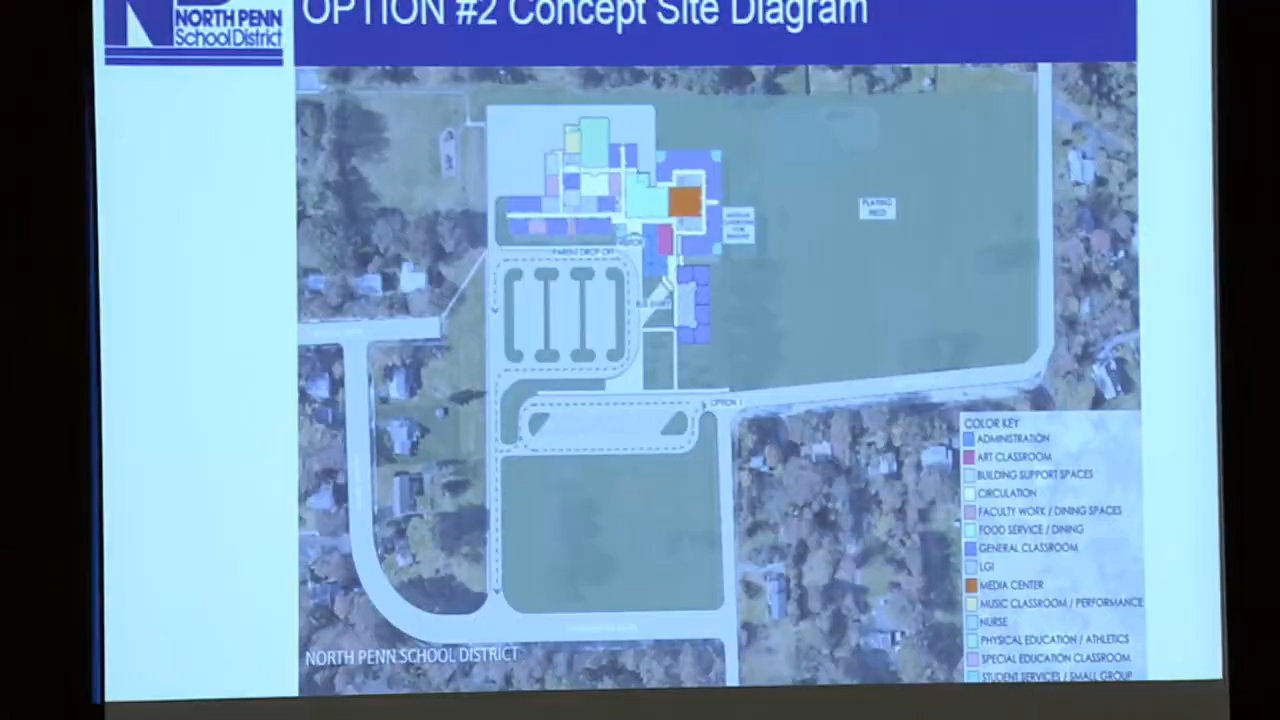 OPTION #2 Concept Site Diagram
NORTH PENN
School District
PLAYING
FIELD
PARENT DROP OFF
OPTION 1
COLOR KEY
ADMINISTRATION
ART CLASSROOM
BUILDING SUPPORT SPACES
CIRCULATION
FACULTY WORK / DINING SPACES
FOOD SERVICE / DINING
GENERAL CLASSROOM
LGI
MEDIA CENTER
MUSIC CLASSROOM / PERFORMANCE
NURSE
PHYSICAL EDUCATION / ATHLETICS
SPECIAL EDUCATION CLASSROOM
STUDENT SERVICES / SMALL GROUP
NORTH PENN SCHOOL DISTRICT